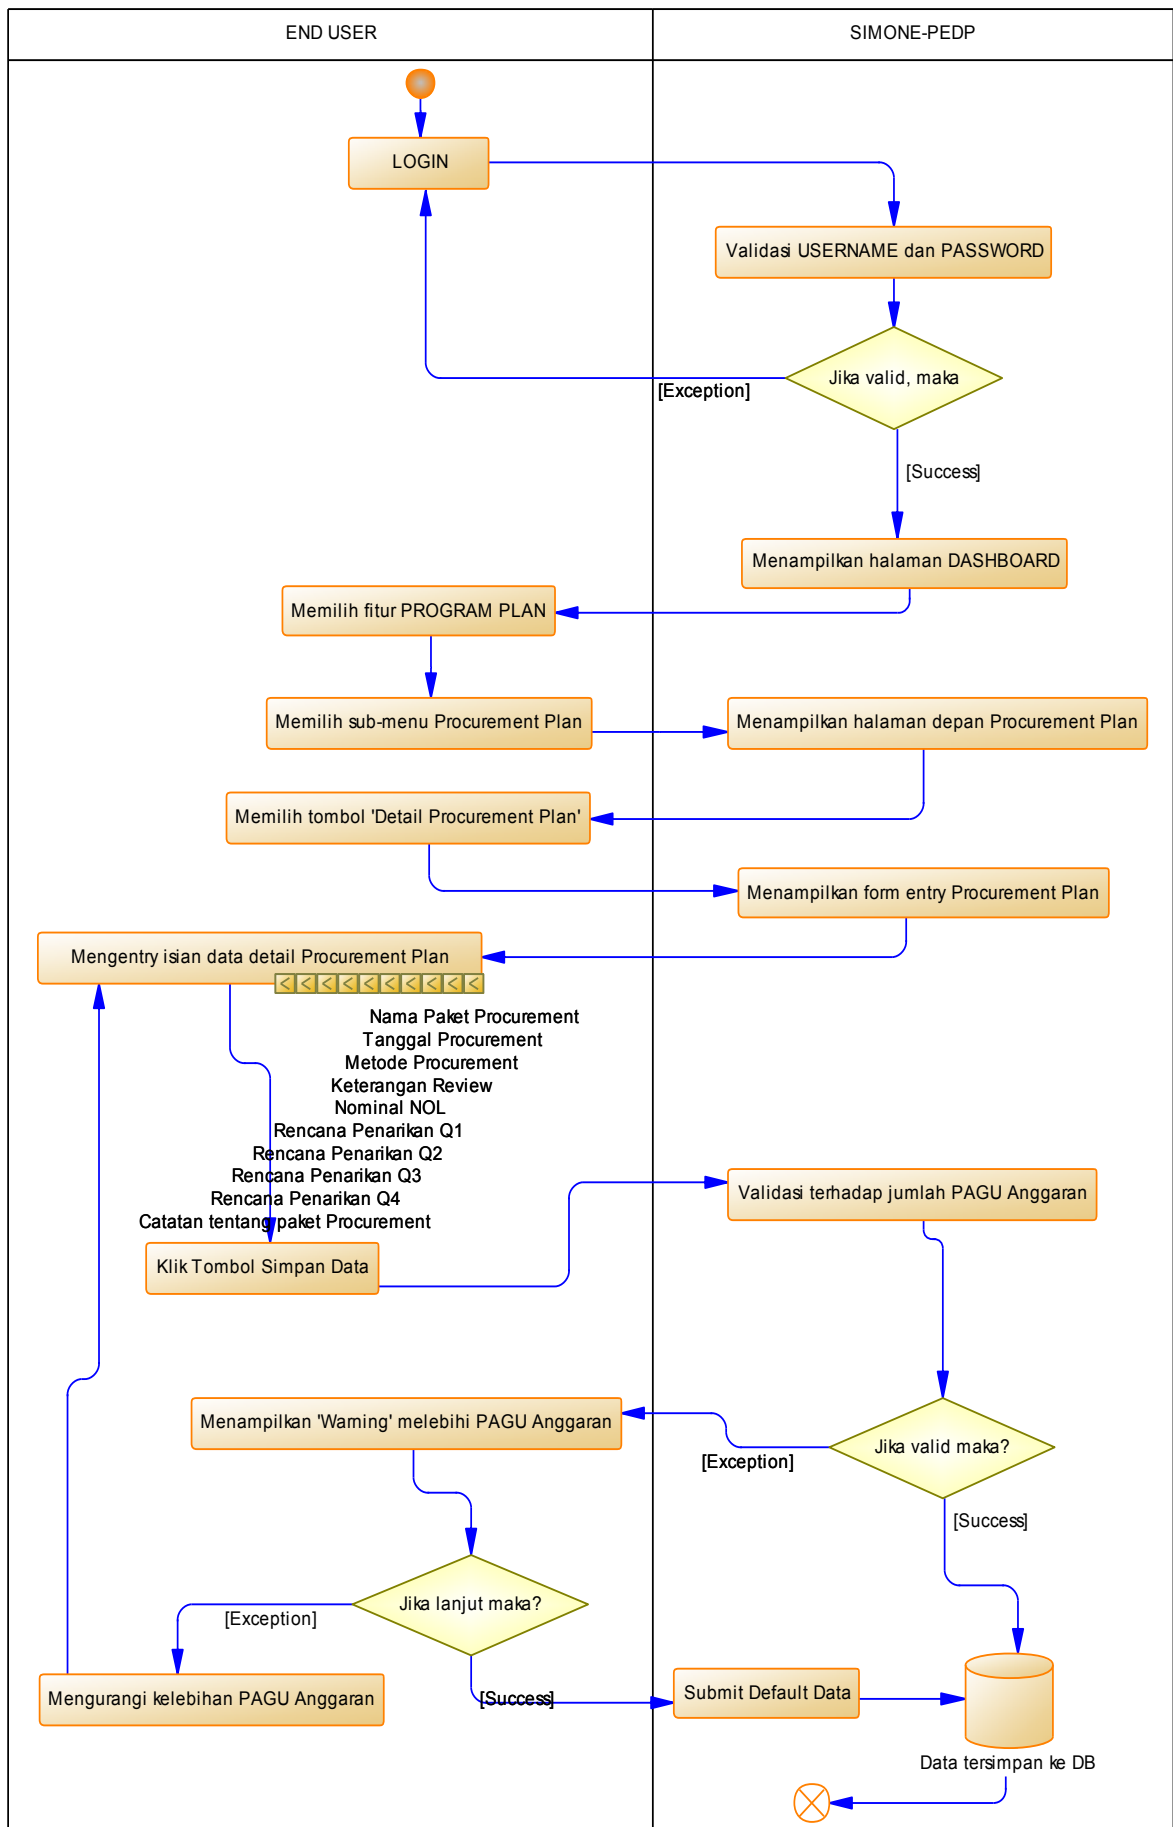 END USER
SIMONE-PEDP
LOGIN
Validasi USERNAME dan PASSWORD
Jika valid, maka
[Exception]
[Success]
Menampilkan halaman DASHBOARD
Memilih fitur PROGRAM PLAN
Memilih sub-menu Procurement Plan
Menampilkan halaman depan Procurement Plan
Memilih tombol 'Detail Procurement Plan'
Menampilkan form entry Procurement Plan
Mengentry isian data detail Procurement Plan
Nama Paket Procurement
Tanggal Procurement
Metode Procurement
Keterangan Review
Nominal NOL
Rencana Penarikan Q1
Rencana Penarikan Q2
Rencana Penarikan Q3
Rencana Penarikan Q4
Catatan tentang paket Procurement
Validasi terhadap jumlah PAGU Anggaran
Klik Tombol Simpan Data
Menampilkan 'Warning' melebihi PAGU Anggaran
Jika valid maka?
[Exception]
[Success]
Jika lanjut maka?
[Exception]
Mengurangi kelebihan PAGU Anggaran
[Success]
Submit Default Data
Data tersimpan ke DB